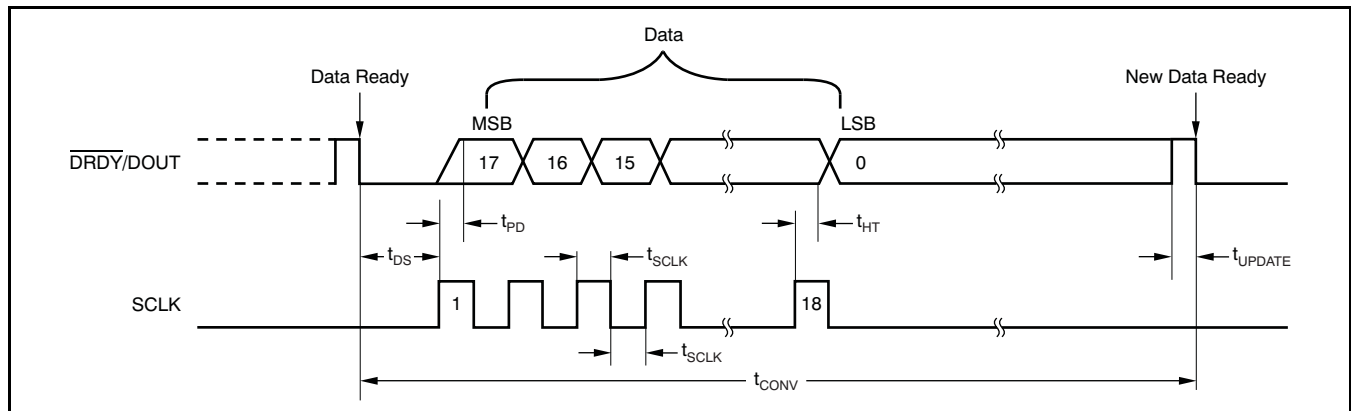 Data
Data Ready
New Data Ready
MSB
LSB
DRDY/DOUT
17
16
15
0
tPD
tHT
tDS
tSCLK
tUPDATE
SCLK
1
18
tSCLK
tCONV